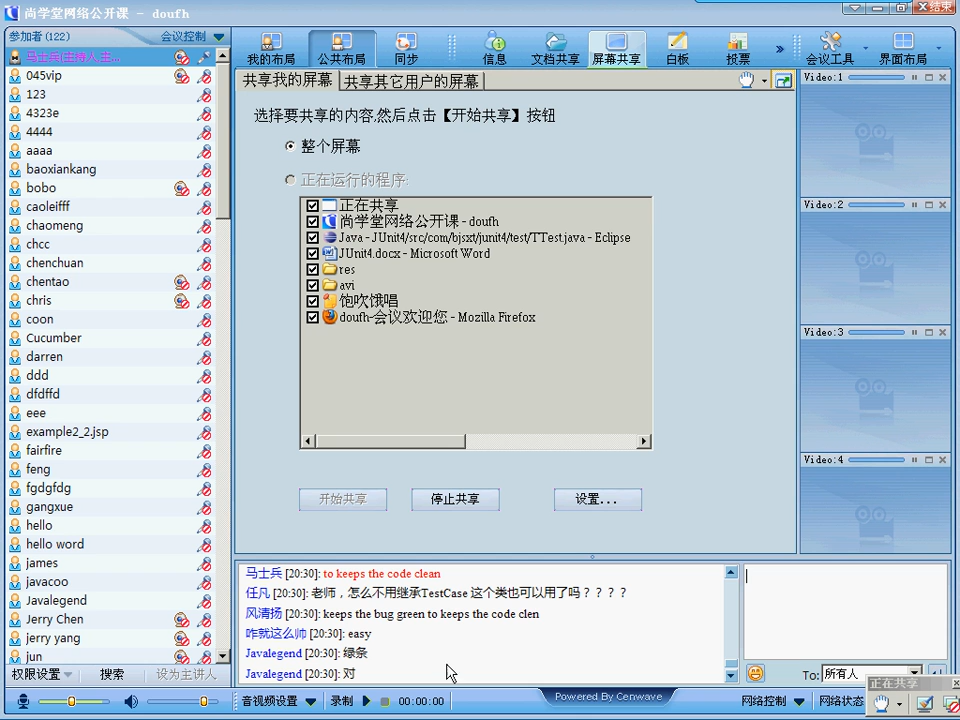 尚学堂网络公开课 - doufh
结束
参加者(122)
会议控制
马士兵(主持人主...
045vip
123
4323e
4444
aaaa
baoxiankang
bobo
caoleifff
chaomeng
chcc
chenchuan
chentao
chris
coon
Cucumber
darren
ddd
dfdffd
eee
example2_2.jsp
fairfire
feng
fgdgfdg
gangxue
hello
hello word
james
javacoo
Javalegend
Jerry Chen
jerry yang
jun
权限设置
搜索
设为主讲人
我的布局
公共布局
同步
信息
文档共享
屏幕共享
白板
投票
»
会议工具
界面布局
共享我的屏幕
共享其它用户的屏幕
选择要共享的内容,然后点击【开始共享】按钮
整个屏幕
正在运行的程序:
正在共享
尚学堂网络公开课 - doufh
Java - JUnit4/src/com/bjsxt/junit4/test/TTest.java - Eclipse
JUnit4.docx - Microsoft Word
res
avi
饱吹饿唱
doufh-会议欢迎您 - Mozilla Firefox
开始共享
停止共享
设置...
Video:1
Video:2
Video:3
Video:4
马士兵 [20:30]: to keeps the code clean
任凡 [20:30]: 老师，怎么不用继承TestCase 这个类也可以用了吗？？？？
风清扬 [20:30]: keeps the bug green to keeps the code clen
咋就这么帅 [20:30]: easy
Javalegend [20:30]: 绿条
Javalegend [20:30]: 对
To: 所有人
正在共享
音视频设置
录制
00:00:00
Powered By Cenwave
网络控制
网络状态